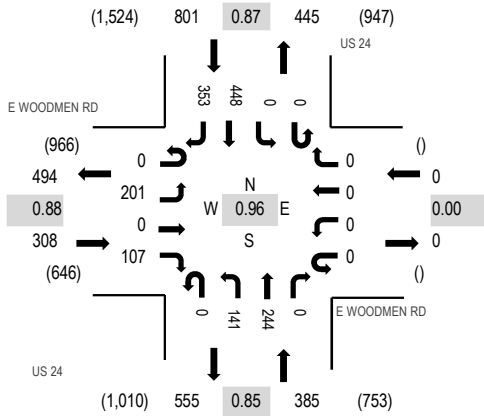 (1,524) 801 0.87 445 (947)
US 24
353 448 0 0
E WOODMEN RD
(966) 0 0 ()
494 201 0 0
N
0.88 0 W 0.96 E 0 0.00
S
308 107 0 0
(646) ()
0 141 244 0
E WOODMEN RD
US 24
(1,010) 555 0.85 385 (753)